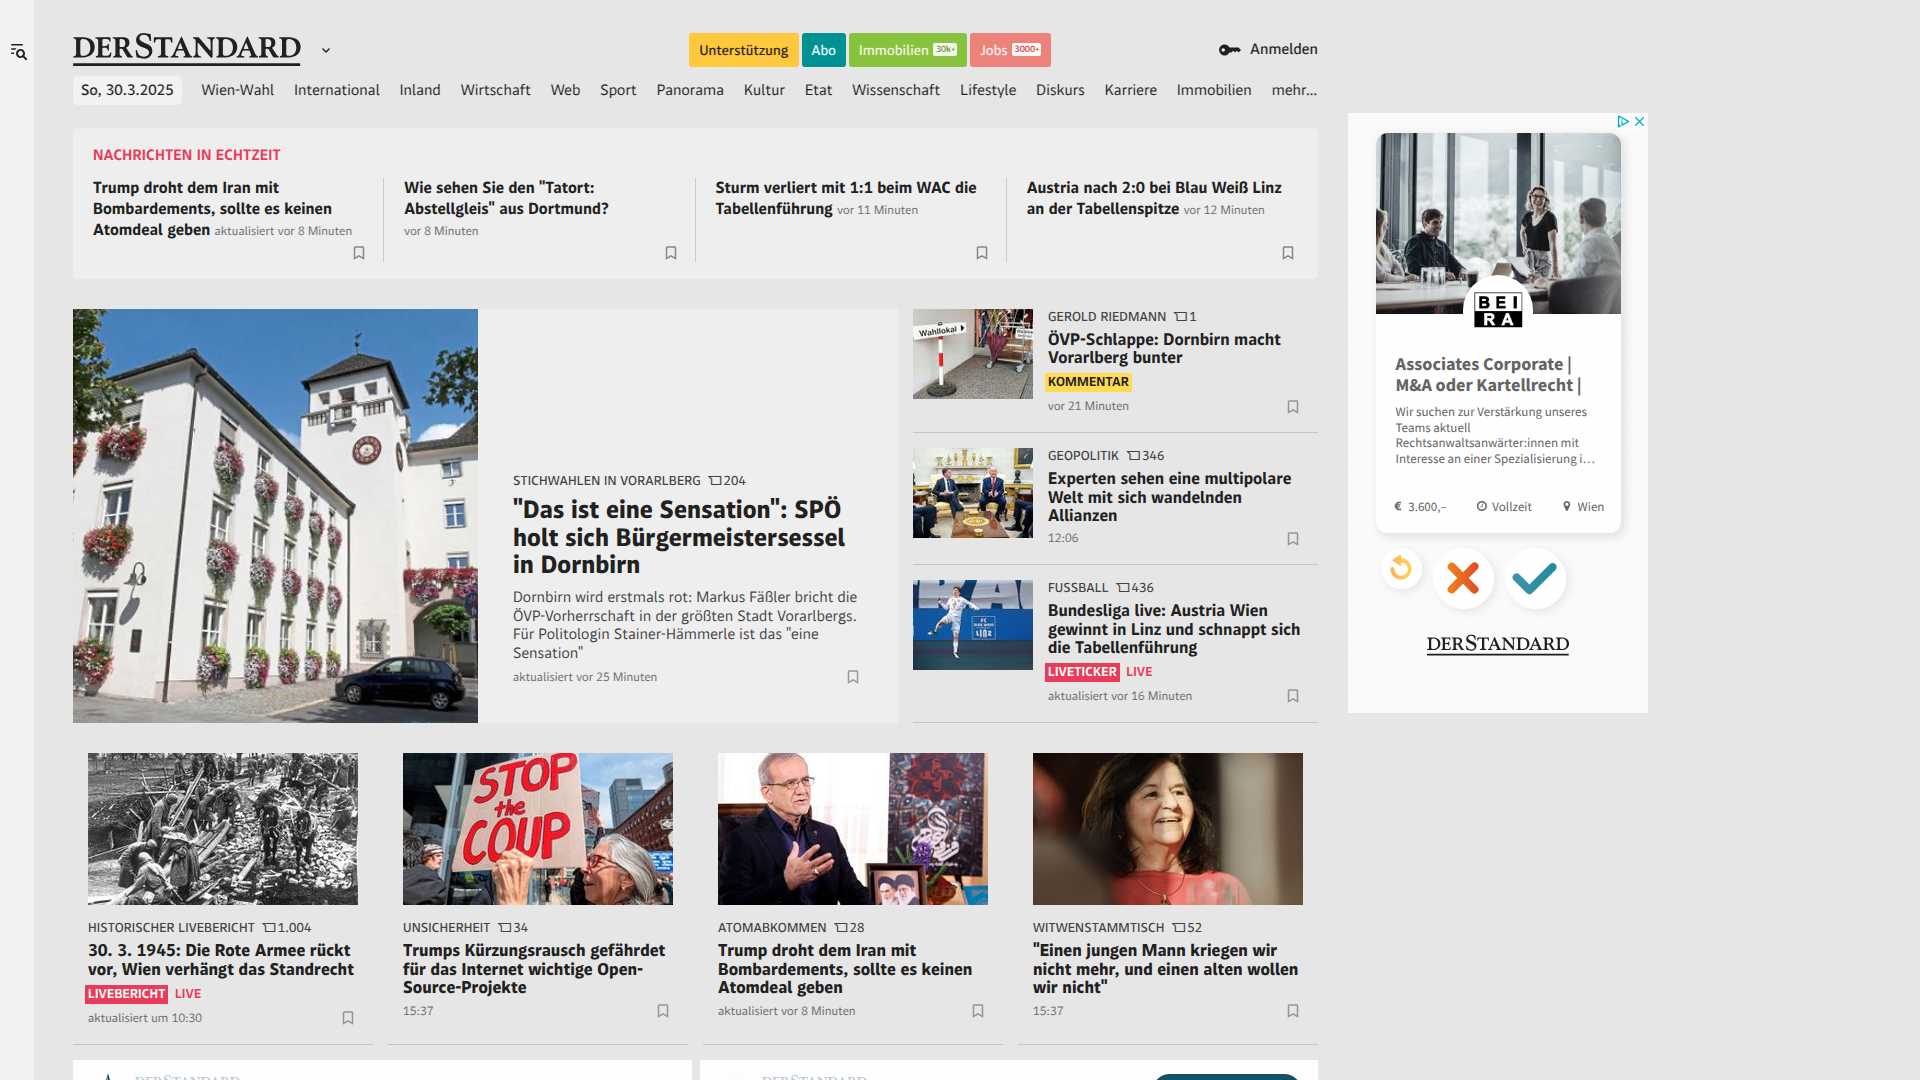 DERSTANDARD
Unterstützung
Abo
Immobilien 30k+
Jobs 3000+
Anmelden
So, 30.3.2025
Wien-Wahl
International
Inland
Wirtschaft
Web
Sport
Panorama
Kultur
Etat
Wissenschaft
Lifestyle
Diskurs
Karriere
Immobilien
mehr...
NACHRICHTEN IN ECHTZEIT
Trump droht dem Iran mit
Bombardements, sollte es keinen
Atomdeal geben aktualisiert vor 8 Minuten
Wie sehen Sie den "Tatort:
Abstellgleis" aus Dortmund?
vor 8 Minuten
Sturm verliert mit 1:1 beim WAC die
Tabellenführung vor 11 Minuten
Austria nach 2:0 bei Blau Weiß Linz
an der Tabellenspitze vor 12 Minuten
STICHWAHLEN IN VORARLBERG 204
"Das ist eine Sensation": SPÖ
holt sich Bürgermeistersessel
in Dornbirn
Dornbirn wird erstmals rot: Markus Fäßler bricht die
ÖVP-Vorherrschaft in der größten Stadt Vorarlbergs.
Für Politologin Stainer-Hämmerle ist das "eine
Sensation"
aktualisiert vor 25 Minuten
Wahllokal
GEROLD RIEDMANN 1
ÖVP-Schlappe: Dornbirn macht
Vorarlberg bunter
KOMMENTAR
vor 21 Minuten
GEOPOLITIK 346
Experten sehen eine multipolare
Welt mit sich wandelnden
Allianzen
12:06
LINZ
FUSSBALL 436
Bundesliga live: Austria Wien
gewinnt in Linz und schnappt sich
die Tabellenführung
LIVETICKER LIVE
aktualisiert vor 16 Minuten
HISTORISCHER LIVEBERICHT 1.004
30. 3. 1945: Die Rote Armee rückt
vor, Wien verhängt das Standrecht
LIVEBERICHT LIVE
aktualisiert um 10:30
STOP
the
COUP
UNSICHERHEIT 34
Trumps Kürzungsrausch gefährdet
für das Internet wichtige Open-
Source-Projekte
15:37
ATOMABKOMMEN 28
Trump droht dem Iran mit
Bombardements, sollte es keinen
Atomdeal geben
aktualisiert vor 8 Minuten
WITWENSTAMMTISCH 52
"Einen jungen Mann kriegen wir
nicht mehr, und einen alten wollen
wir nicht"
15:37
BEI
RA
Associates Corporate |
M&A oder Kartellrecht |
Wir suchen zur Verstärkung unseres
Teams aktuell
Rechtsanwaltsanwärter:innen mit
Interesse an einer Spezialisierung i...
€ 3.600,–
Vollzeit
Wien
DERSTANDARD
DERSTANDARD
DERSTANDARD